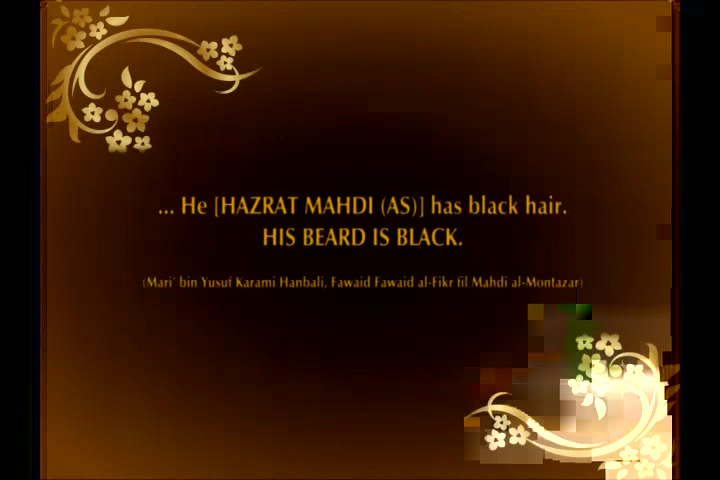 ... He [HAZRAT MAHDI (AS)] has black hair.
HIS BEARD IS BLACK.
(Mari' bin Yusuf Karami Hanbali, Fawaid Fawaid al-Fikr fil Mahdi al-Montazar)